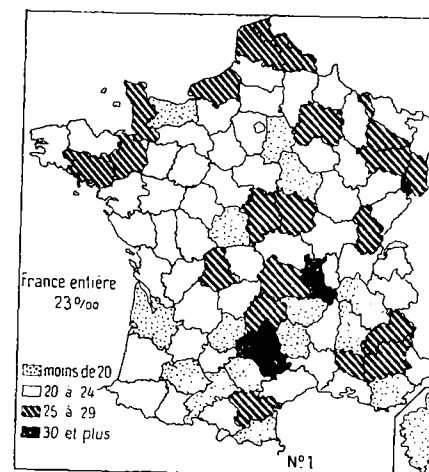 France entière
23‰
moins de 20
20 à 24
25 à 29
30 et plus
N°1